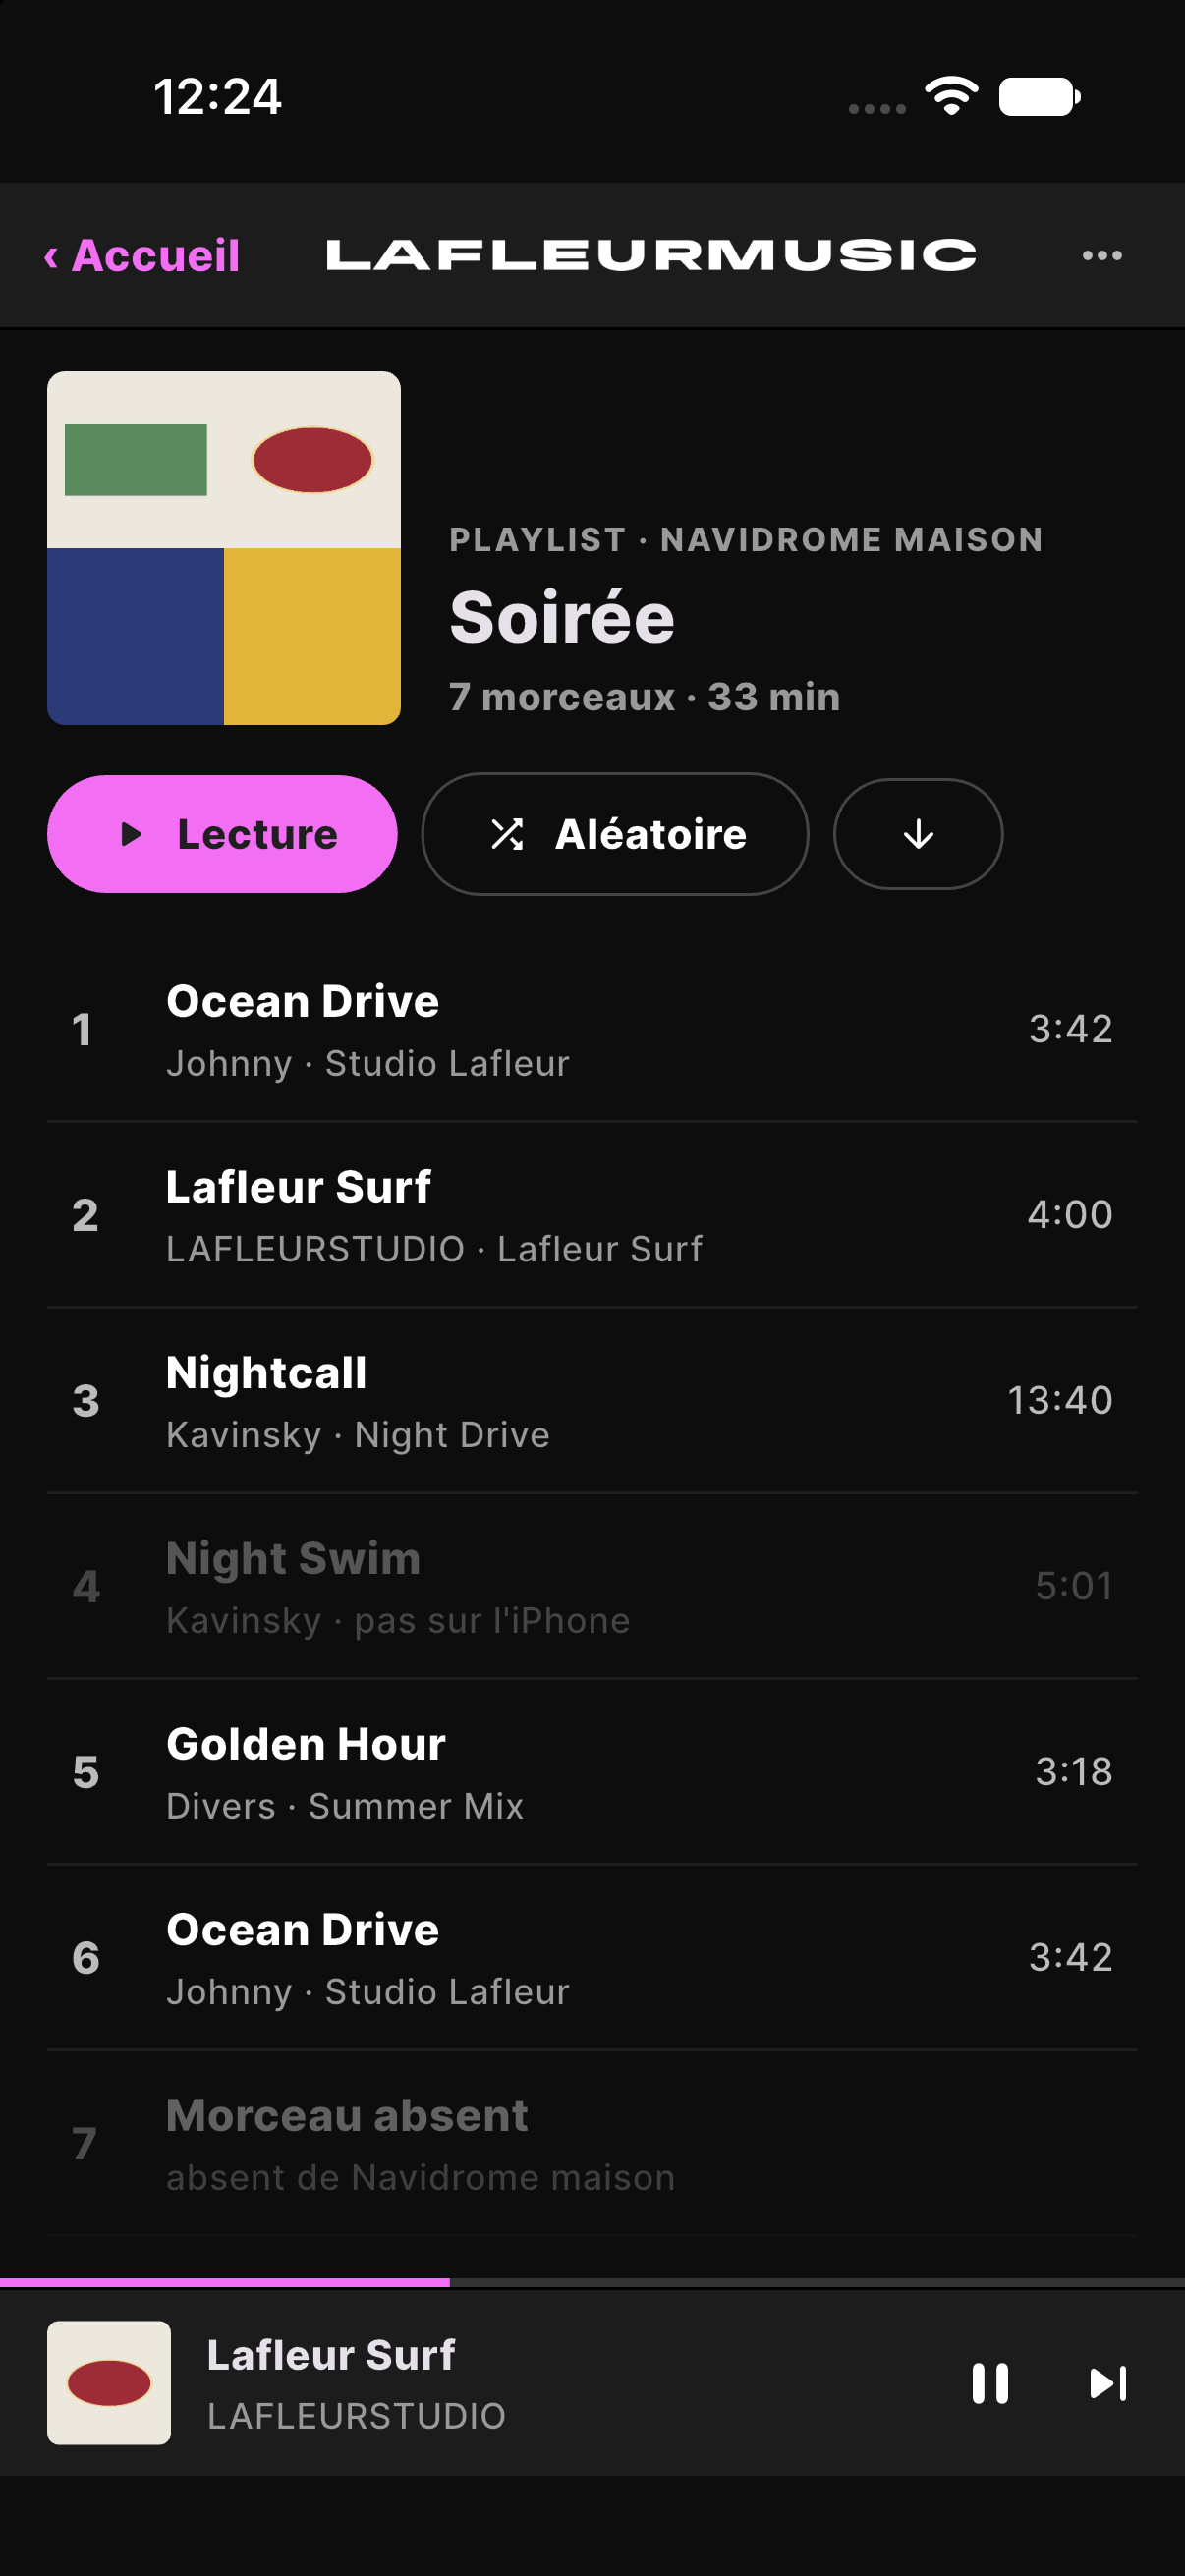 12:24
‹ Accueil
LAFLEURMUSIC
PLAYLIST · NAVIDROME MAISON
Soirée
7 morceaux · 33 min
Lecture
Aléatoire
1
Ocean Drive
3:42
Johnny · Studio Lafleur
2
Lafleur Surf
4:00
LAFLEURSTUDIO · Lafleur Surf
3
Nightcall
13:40
Kavinsky · Night Drive
4
Night Swim
5:01
Kavinsky · pas sur l'iPhone
5
Golden Hour
3:18
Divers · Summer Mix
6
Ocean Drive
3:42
Johnny · Studio Lafleur
7
Morceau absent
absent de Navidrome maison
Lafleur Surf
LAFLEURSTUDIO